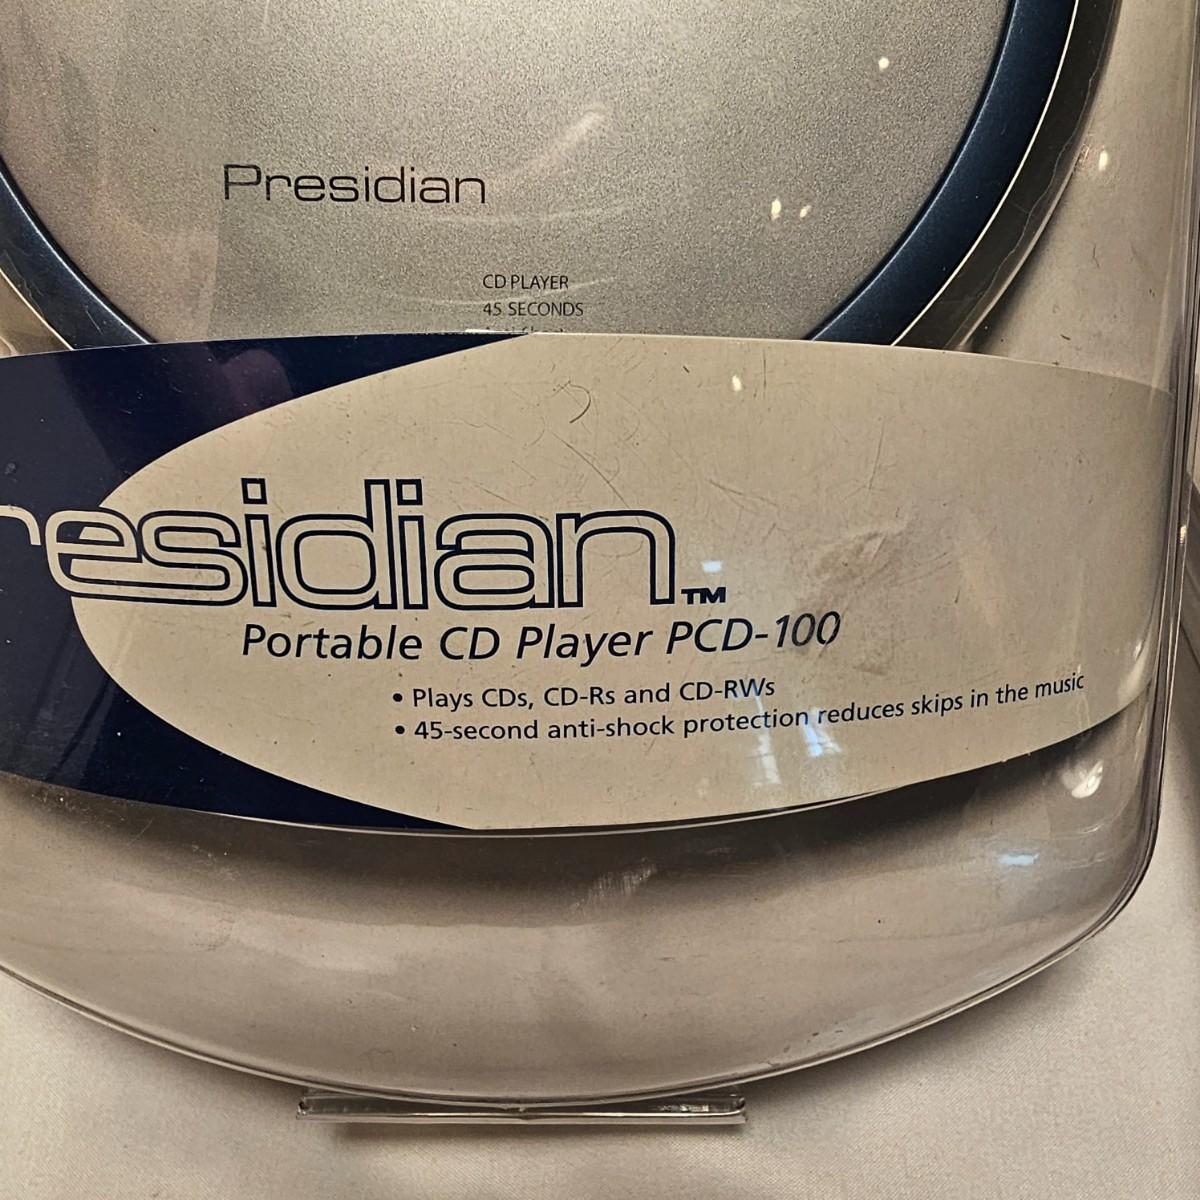 Presidian
CD PLAYER
45 SECONDS
residian™
Portable CD Player PCD-100
• Plays CDs, CD-Rs and CD-RWs
• 45-second anti-shock protection reduces skips in the music